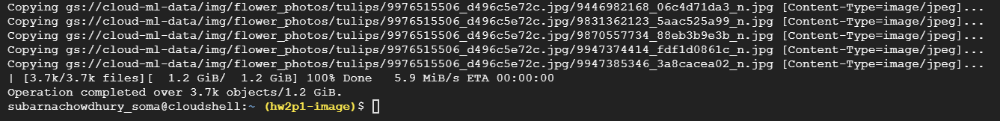 Copying gs://cloud-ml-data/img/flower_photos/tulips/9976515506_d496c5e72c.jpg/9446982168_06c4d71da3_n.jpg [Content-Type=image/jpeg]...
Copying gs://cloud-ml-data/img/flower_photos/tulips/9976515506_d496c5e72c.jpg/9831362123_5aac525a99_n.jpg [Content-Type=image/jpeg]...
Copying gs://cloud-ml-data/img/flower_photos/tulips/9976515506_d496c5e72c.jpg/9870557734_88eb3b9e3b_n.jpg [Content-Type=image/jpeg]...
Copying gs://cloud-ml-data/img/flower_photos/tulips/9976515506_d496c5e72c.jpg/9947374414_fdf1d0861c_n.jpg [Content-Type=image/jpeg]...
Copying gs://cloud-ml-data/img/flower_photos/tulips/9976515506_d496c5e72c.jpg/9947385346_3a8cacea02_n.jpg [Content-Type=image/jpeg]...
| [3.7k/3.7k files][  1.2 GiB/  1.2 GiB] 100% Done   5.9 MiB/s ETA 00:00:00
Operation completed over 3.7k objects/1.2 GiB.
subarnachowdhury_soma@cloudshell:~ (hw2p1-image)$